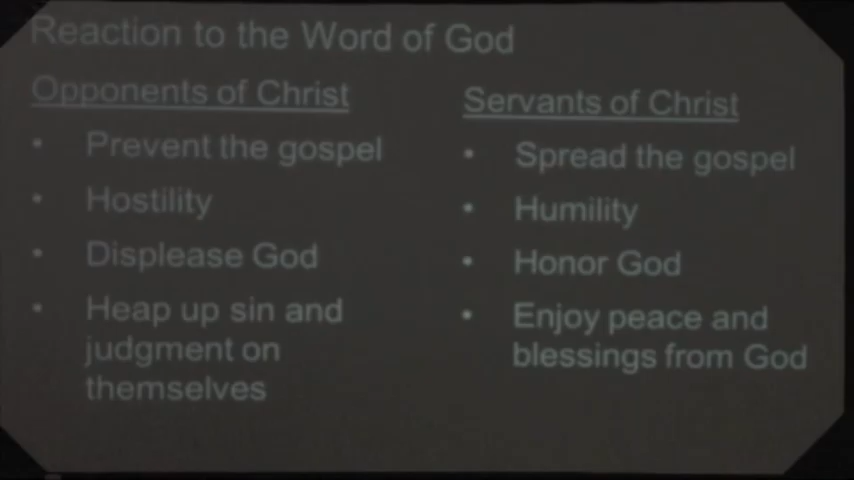 Reaction to the Word of God
Opponents of Christ
• Prevent the gospel
• Hostility
• Displease God
• Heap up sin and
judgment on
themselves
Servants of Christ
• Spread the gospel
• Humility
• Honor God
• Enjoy peace and
blessings from God